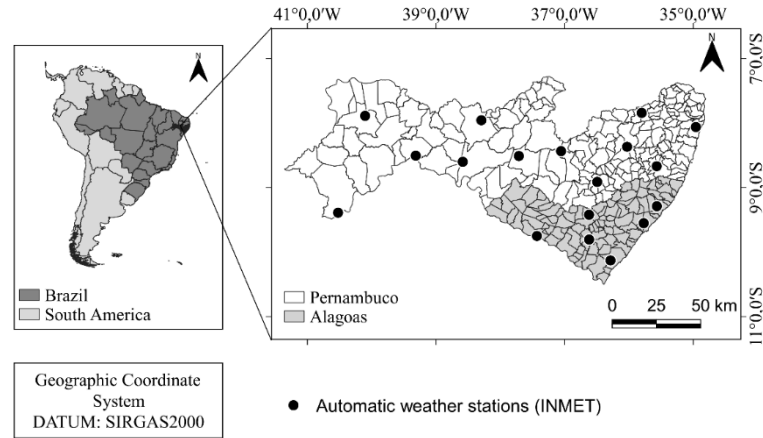 41°0,0'W 39°0,0'W 37°0,0'W 35°0,0'W
N
N
7°0,0'S
9°0,0'S
11°0,0'S
Brazil
South America
Pernambuco
Alagoas
0 25 50 km
Geographic Coordinate
System
DATUM: SIRGAS2000
Automatic weather stations (INMET)